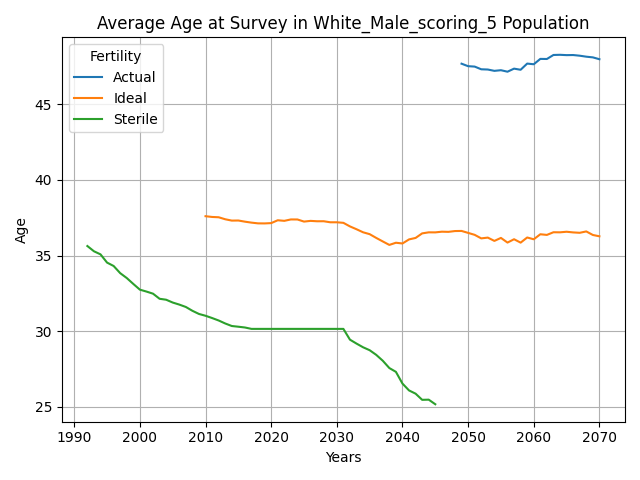 Average Age at Survey in White_Male_scoring_5 Population
Fertility
Actual
Ideal
Sterile
45
40
35
30
25
Age
1990 2000 2010 2020 2030 2040 2050 2060 2070
Years